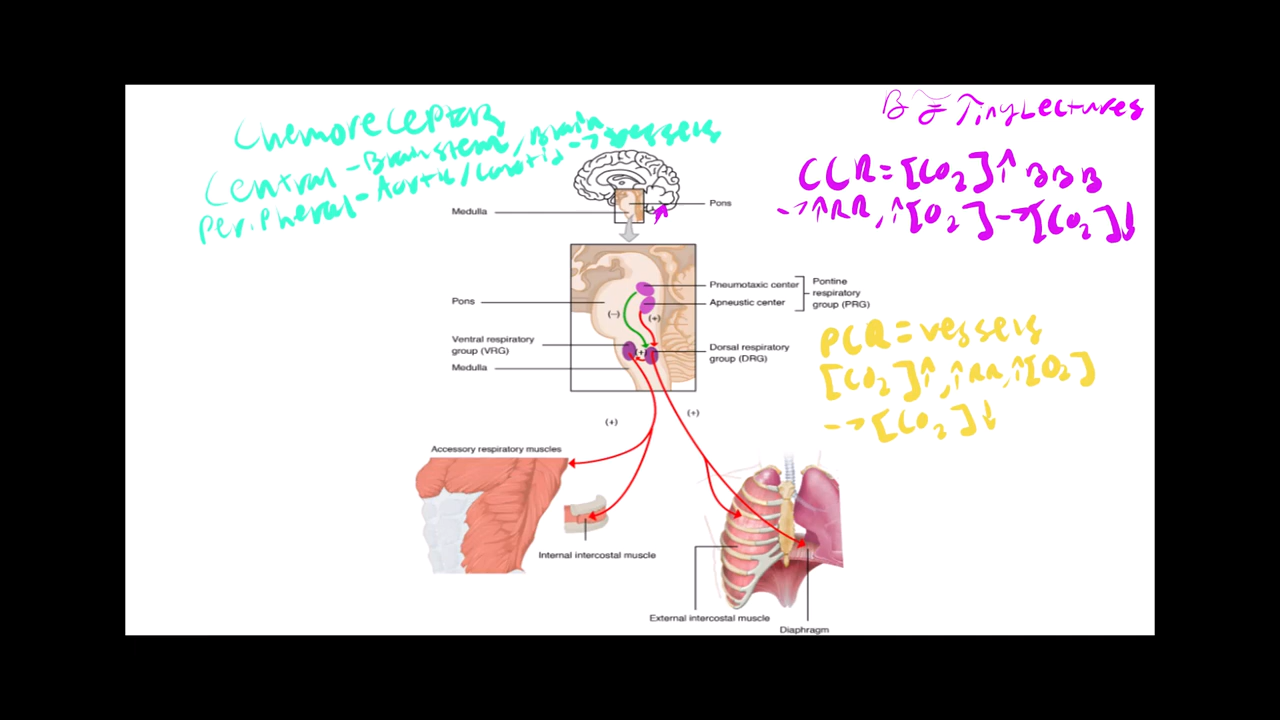 Chemoreceptors
Central - Brainstem, Brain
Peripheral - Aortic/Carotid -> vessels
TinyLectures
CCR = [CO2]↑ BBB
->↑RR, ↑[O2] ->[CO2]↓
Medulla
Pons
Pneumotaxic center
Apneustic center
Pontine
respiratory
group (PRG)
Pons
(−)
(+)
Ventral respiratory
group (VRG)
(+)
Dorsal respiratory
group (DRG)
Medulla
PCR = vessels
[CO2]↑,↑RR,↑[O2]
->[CO2]↓
(+)
(+)
Accessory respiratory muscles
Internal intercostal muscle
External intercostal muscle
Diaphragm